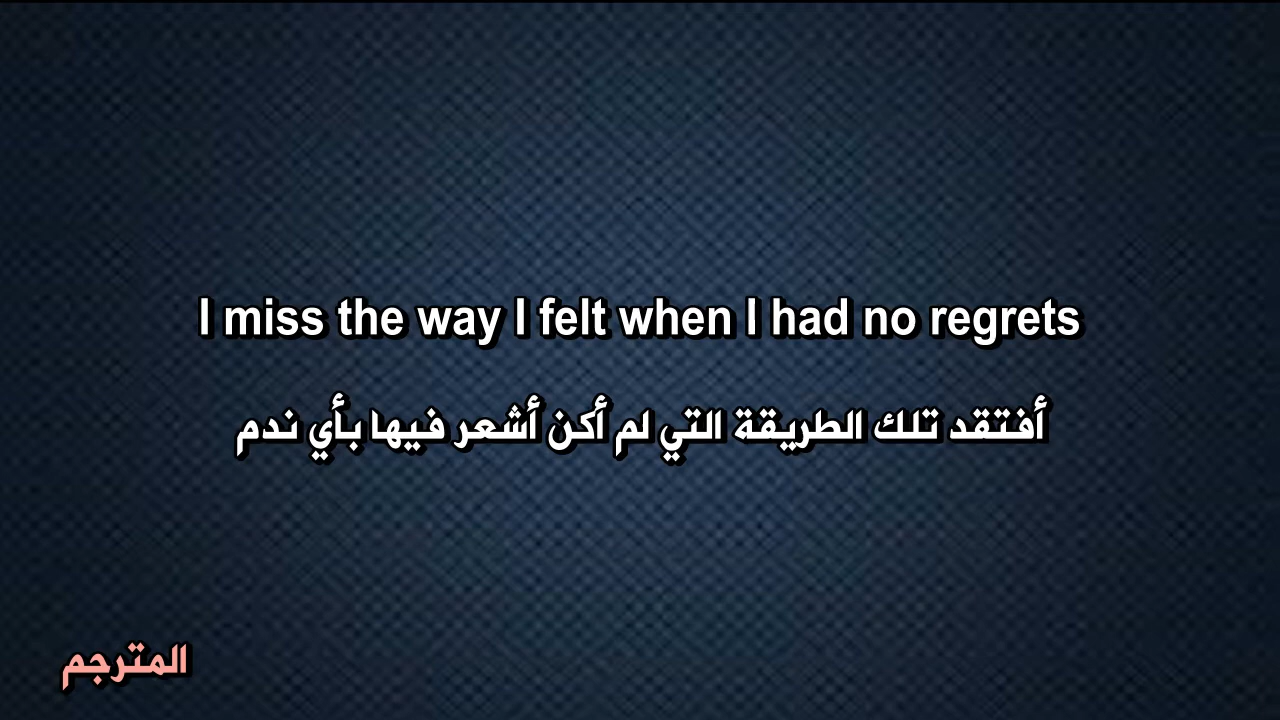 I miss the way I felt when I had no regrets
أفتقد تلك الطريقة التي لم أكن أشعر فيها بأي ندم
المترجم